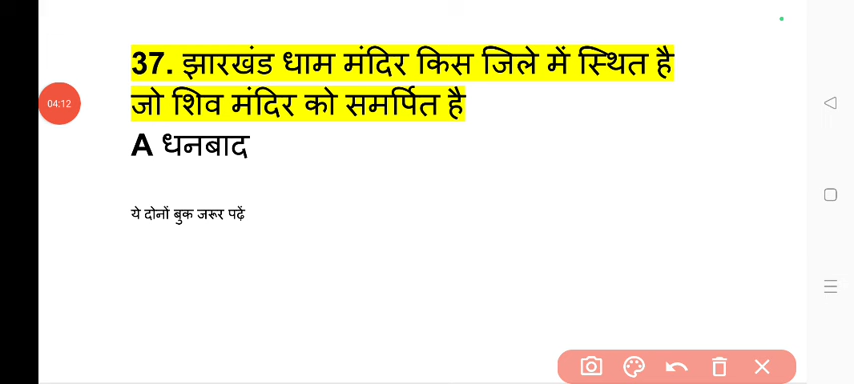 37. झारखंड धाम मंदिर किस जिले में स्थित है
जो शिव मंदिर को समर्पित है
04:12
A धनबाद
ये दोनों बुक जरूर पढ़ें